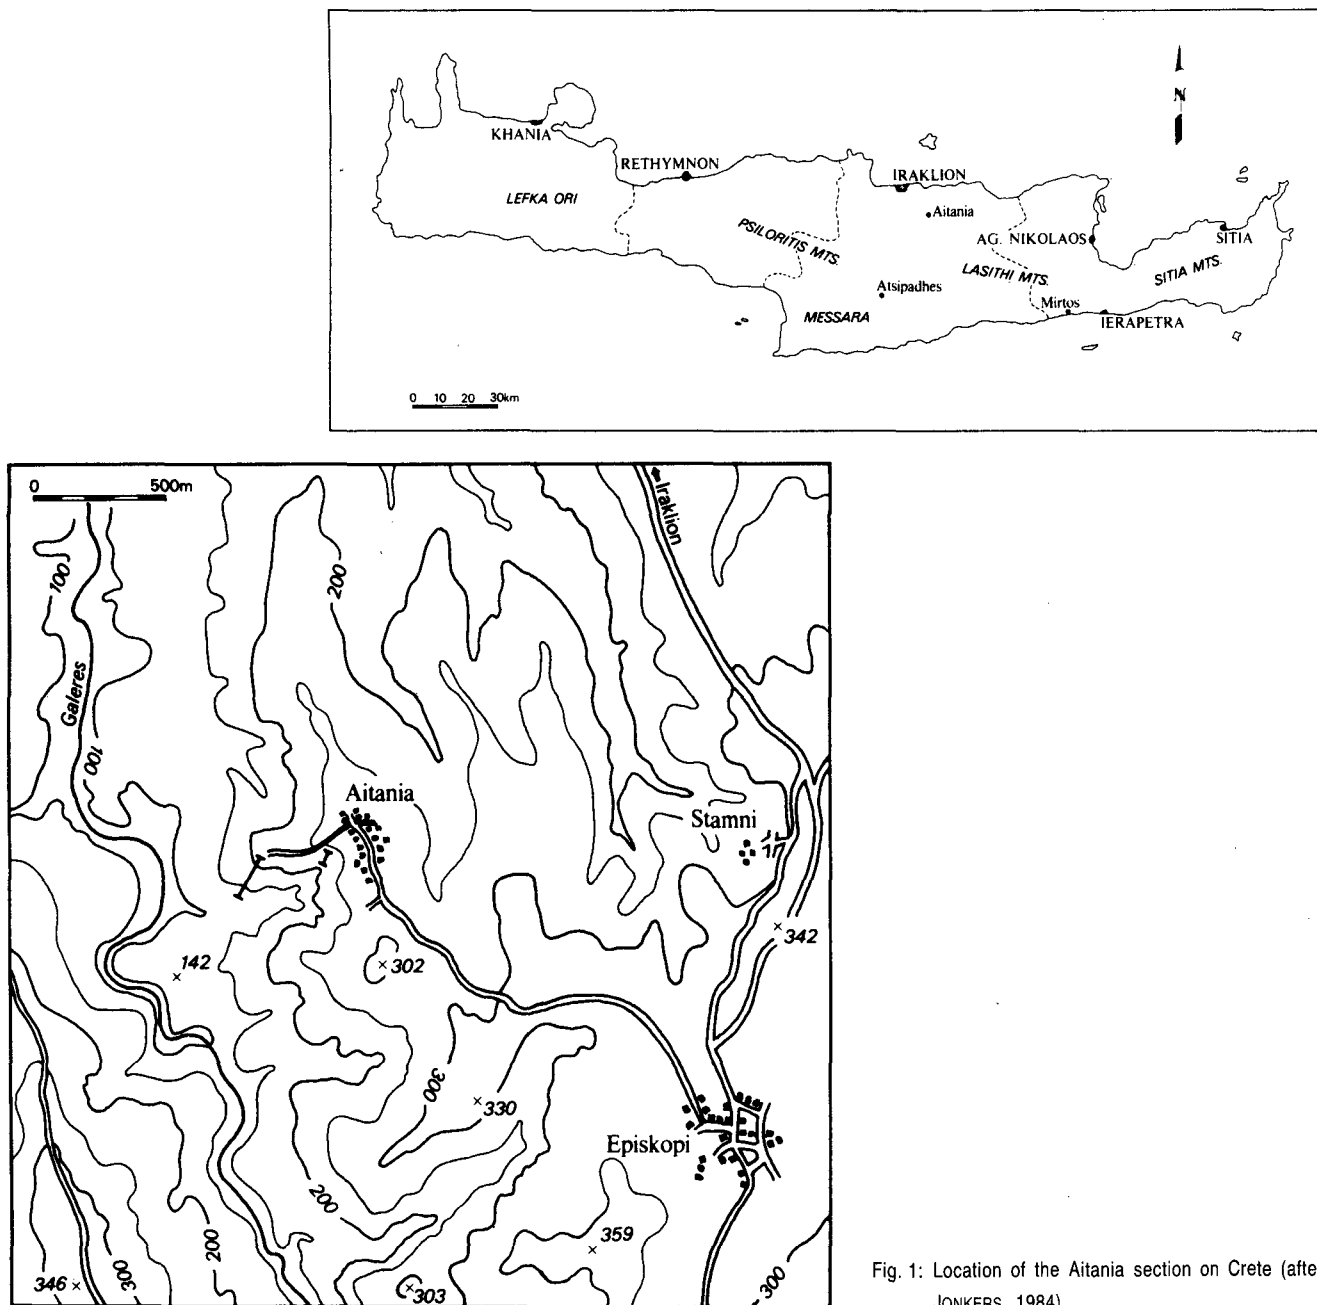 N
KHANIA
RETHYMNON
IRAKLION
LEFKA ORI
Aitania
PSILORITIS MTS.
AG. NIKOLAOS
SITIA
LASITHI MTS.
SITIA MTS.
Atsipadhes
Mirtos
MESSARA
IERAPETRA
0 10 20 30km
0 500m
Iraklion
100
200
Galeres
100
Aitania
Stamni
342
142
302
300
330
Episkopi
200
359
200
300
346
303
300
Fig. 1: Location of the Aitania section on Crete (afte
JONKERS, 1984)